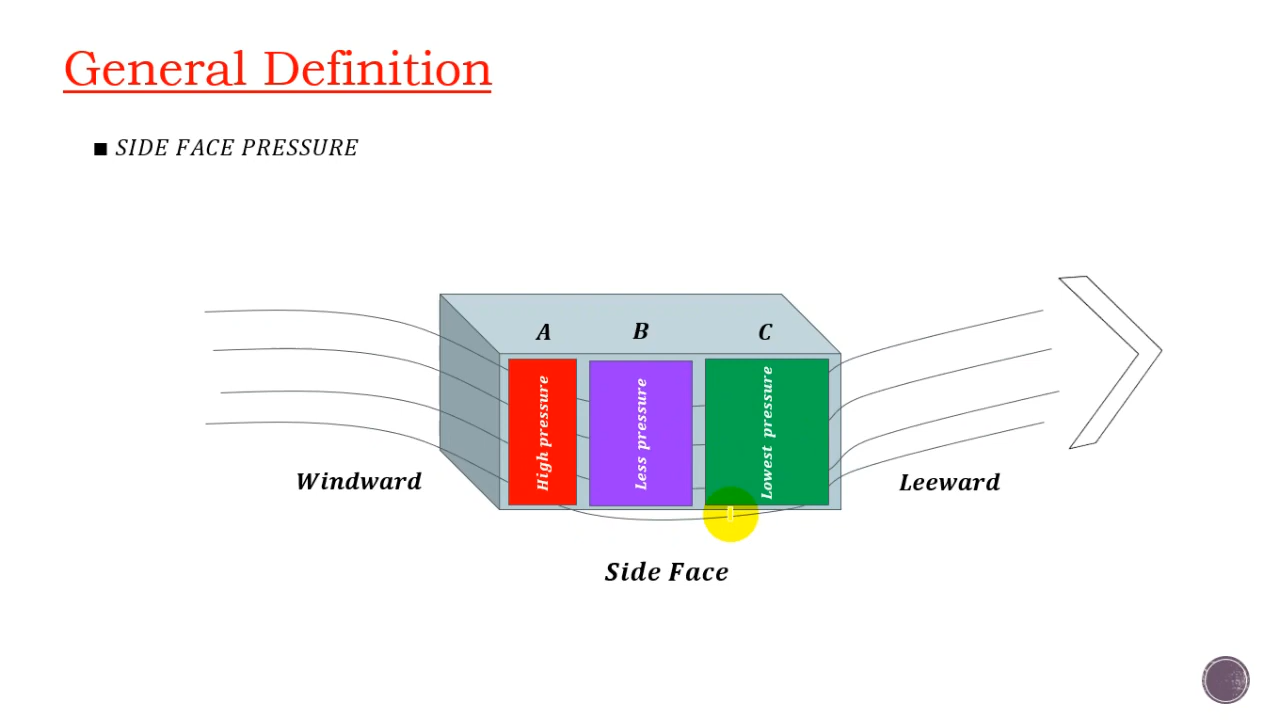 General Definition
■ SIDE FACE PRESSURE
A B C
High pressure
Less pressure
Lowest pressure
Windward
Leeward
Side Face